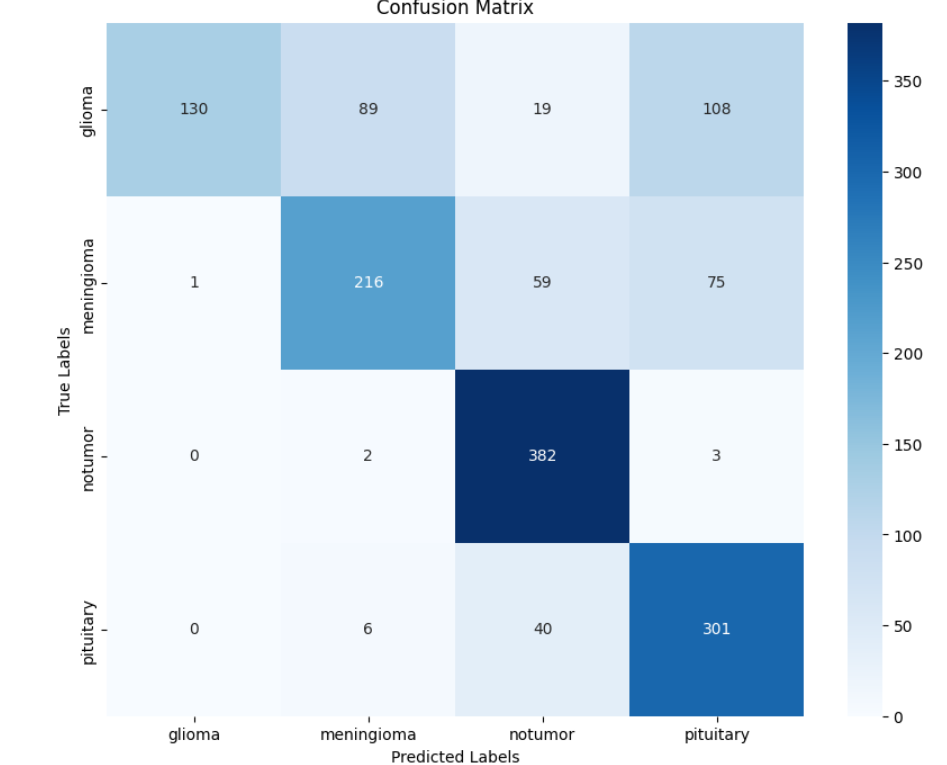 Confusion Matrix
glioma 130 89 19 108
meningioma 1 216 59 75
notumor 0 2 382 3
pituitary 0 6 40 301
True Labels
glioma meningioma notumor pituitary
Predicted Labels
350
300
250
200
150
100
50
0